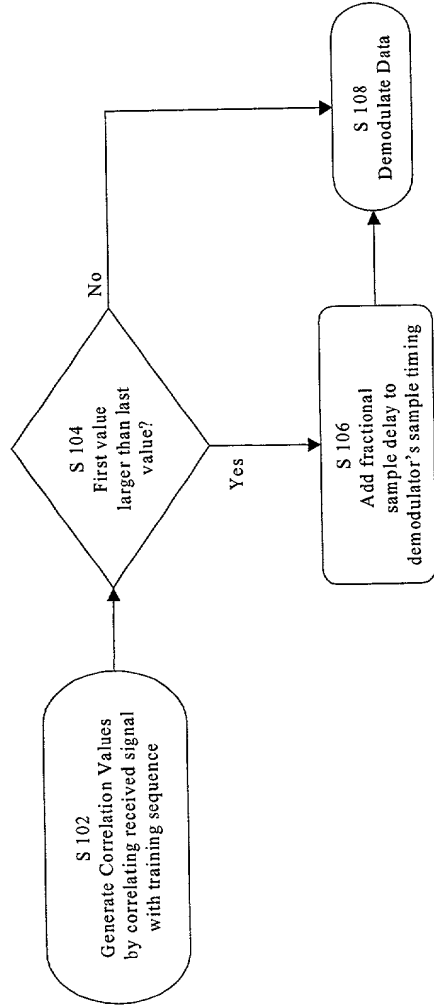 S 102
Generate Correlation Values
by correlating received signal
with training sequence
S 104
First value
larger than last
value?
No
Yes
S 106
Add fractional
sample delay to
demodulator's sample timing
S 108
Demodulate Data